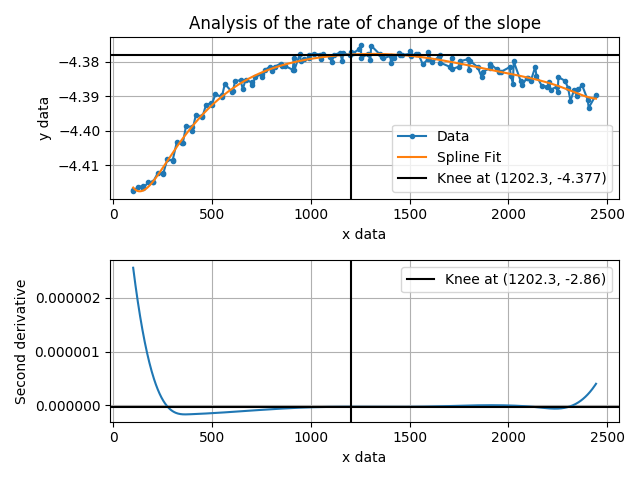 Analysis of the rate of change of the slope
y data
−4.38
−4.39
−4.40
−4.41
Data
Spline Fit
Knee at (1202.3, -4.377)
0 500 1000 1500 2000 2500
x data
Second derivative
0.000002
0.000001
0.000000
Knee at (1202.3, -2.86)
0 500 1000 1500 2000 2500
x data